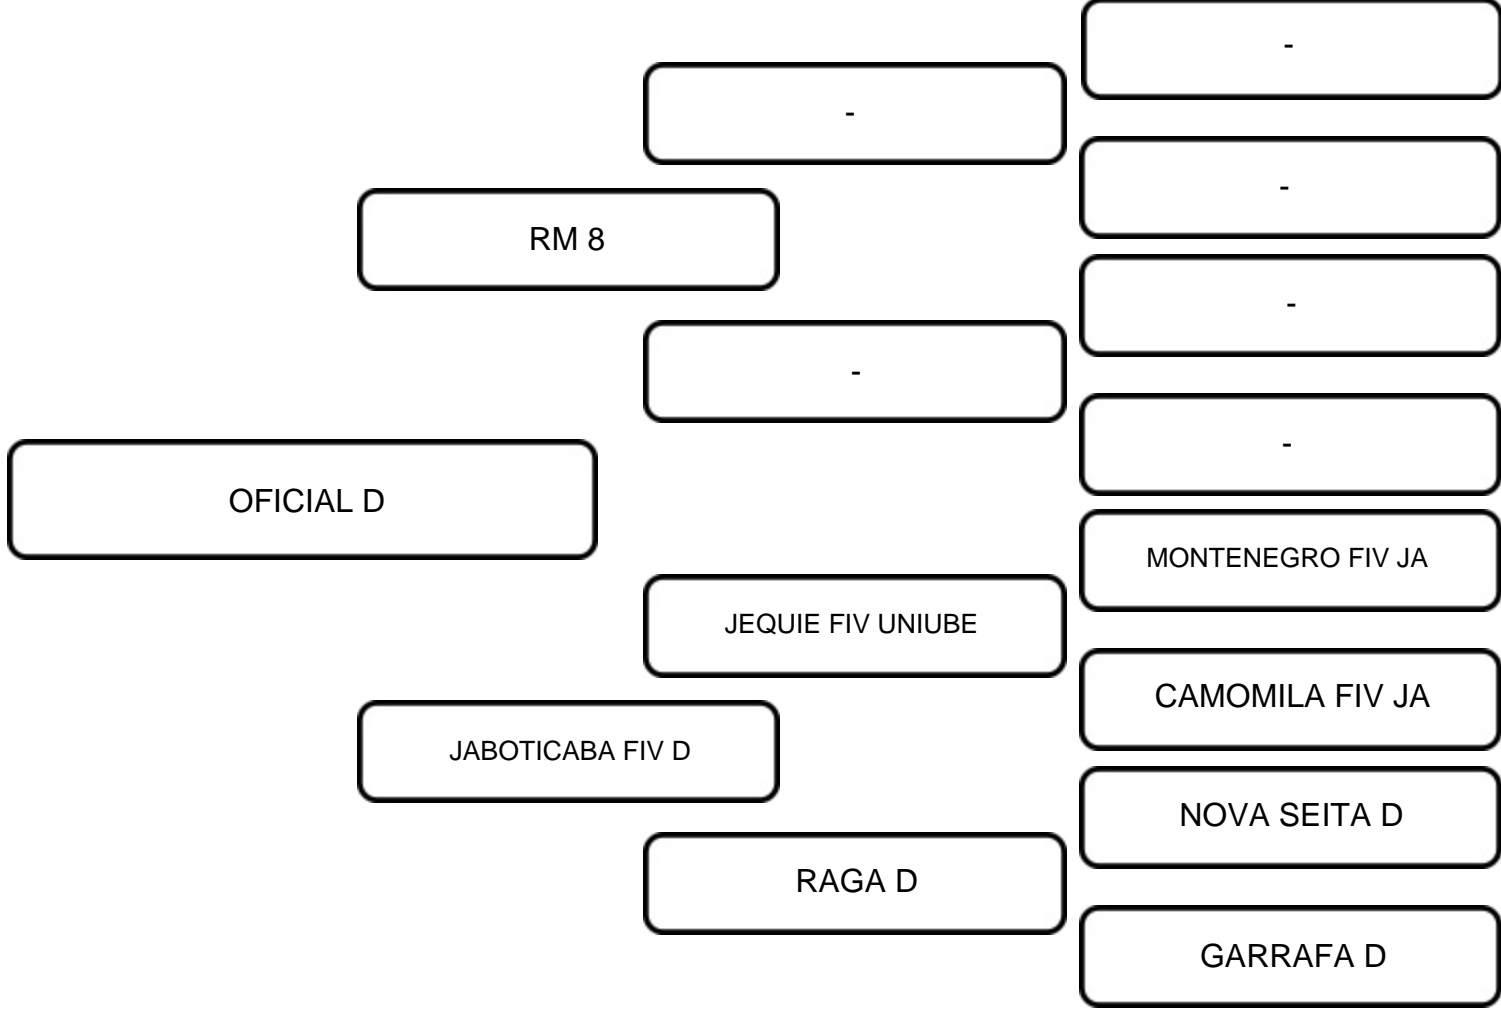 -
-
-
RM 8
-
-
-
OFICIAL D
MONTENEGRO FIV JA
JEQUIE FIV UNIUBE
CAMOMILA FIV JA
JABOTICABA FIV D
NOVA SEITA D
RAGA D
GARRAFA D